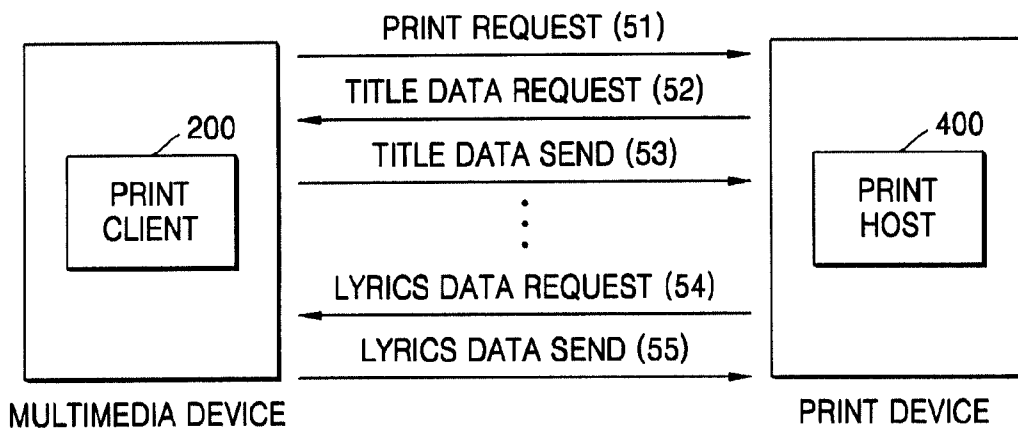 PRINT REQUEST (51)
TITLE DATA REQUEST (52)
200
400
TITLE DATA SEND (53)
PRINT
CLIENT
PRINT
HOST
LYRICS DATA REQUEST (54)
LYRICS DATA SEND (55)
MULTIMEDIA DEVICE
PRINT DEVICE